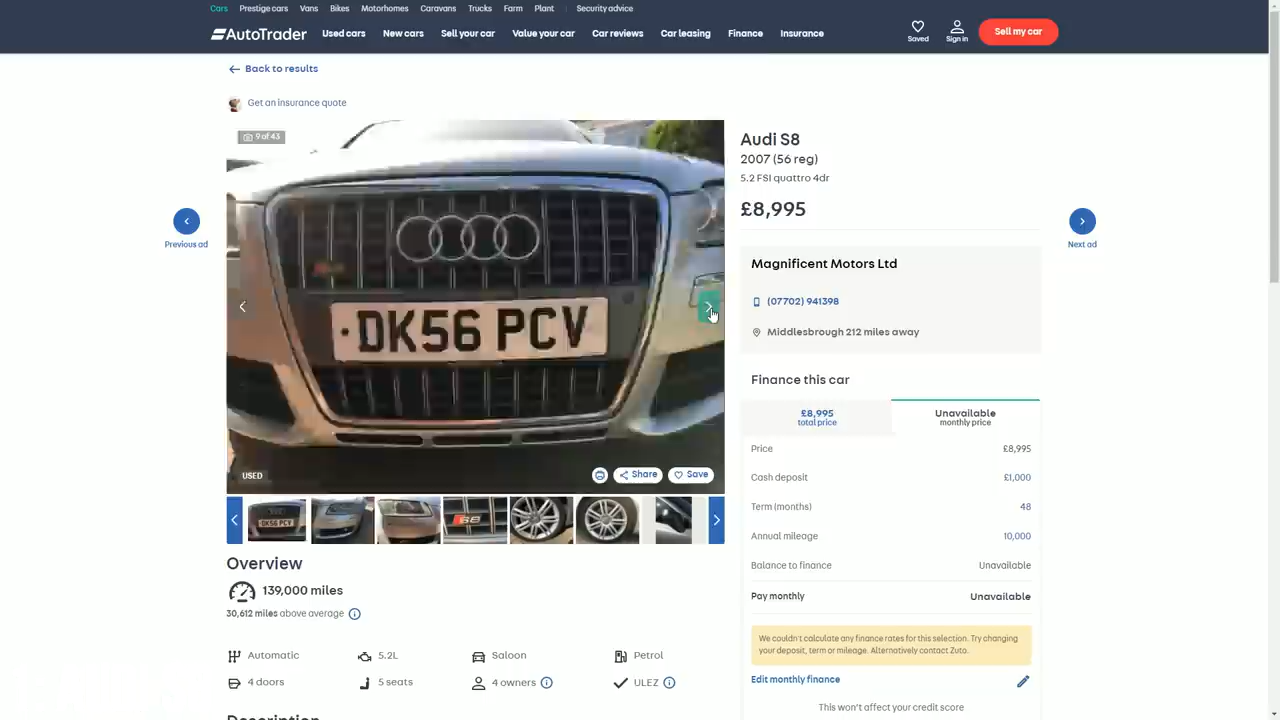 Cars Prestige cars Vans Bikes Motorhomes Caravans Trucks Farm Plant Security advice
AutoTrader Used cars New cars Sell your car Value your car Car reviews Car leasing Finance Insurance Saved Sign in Sell my car
Back to results
Get an insurance quote
9 of 43
DK56 PCV
USED
Share
Save
Previous ad
Audi S8
2007 (56 reg)
5.2 FSI quattro 4dr
£8,995
Next ad
Magnificent Motors Ltd
(07702) 941398
Middlesbrough 212 miles away
Finance this car
£8,995
total price
Unavailable
monthly price
Price £8,995
Cash deposit £1,000
Term (months) 48
Annual mileage 10,000
Balance to finance Unavailable
Pay monthly Unavailable
We couldn't calculate any finance rates for this selection. Try changing
your deposit, term or mileage. Alternatively contact Zuto.
Edit monthly finance
This won't affect your credit score
DK56 PCV
S8
Overview
139,000 miles
30,612 miles above average
Automatic 5.2L Saloon Petrol
4 doors 5 seats 4 owners ULEZ
Description